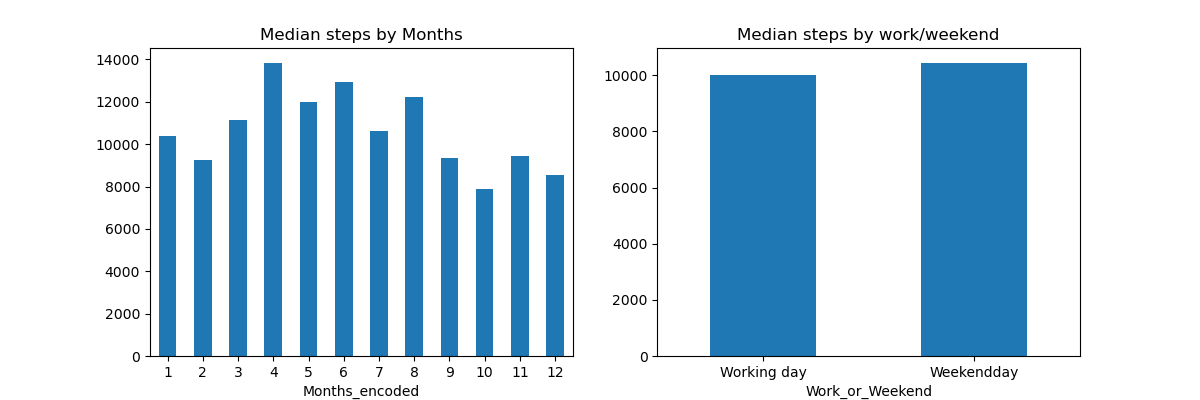 Median steps by Months
14000
12000
10000
8000
6000
4000
2000
0
1 2 3 4 5 6 7 8 9 10 11 12
Months_encoded
Median steps by work/weekend
10000
8000
6000
4000
2000
0
Working day Weekendday
Work_or_Weekend